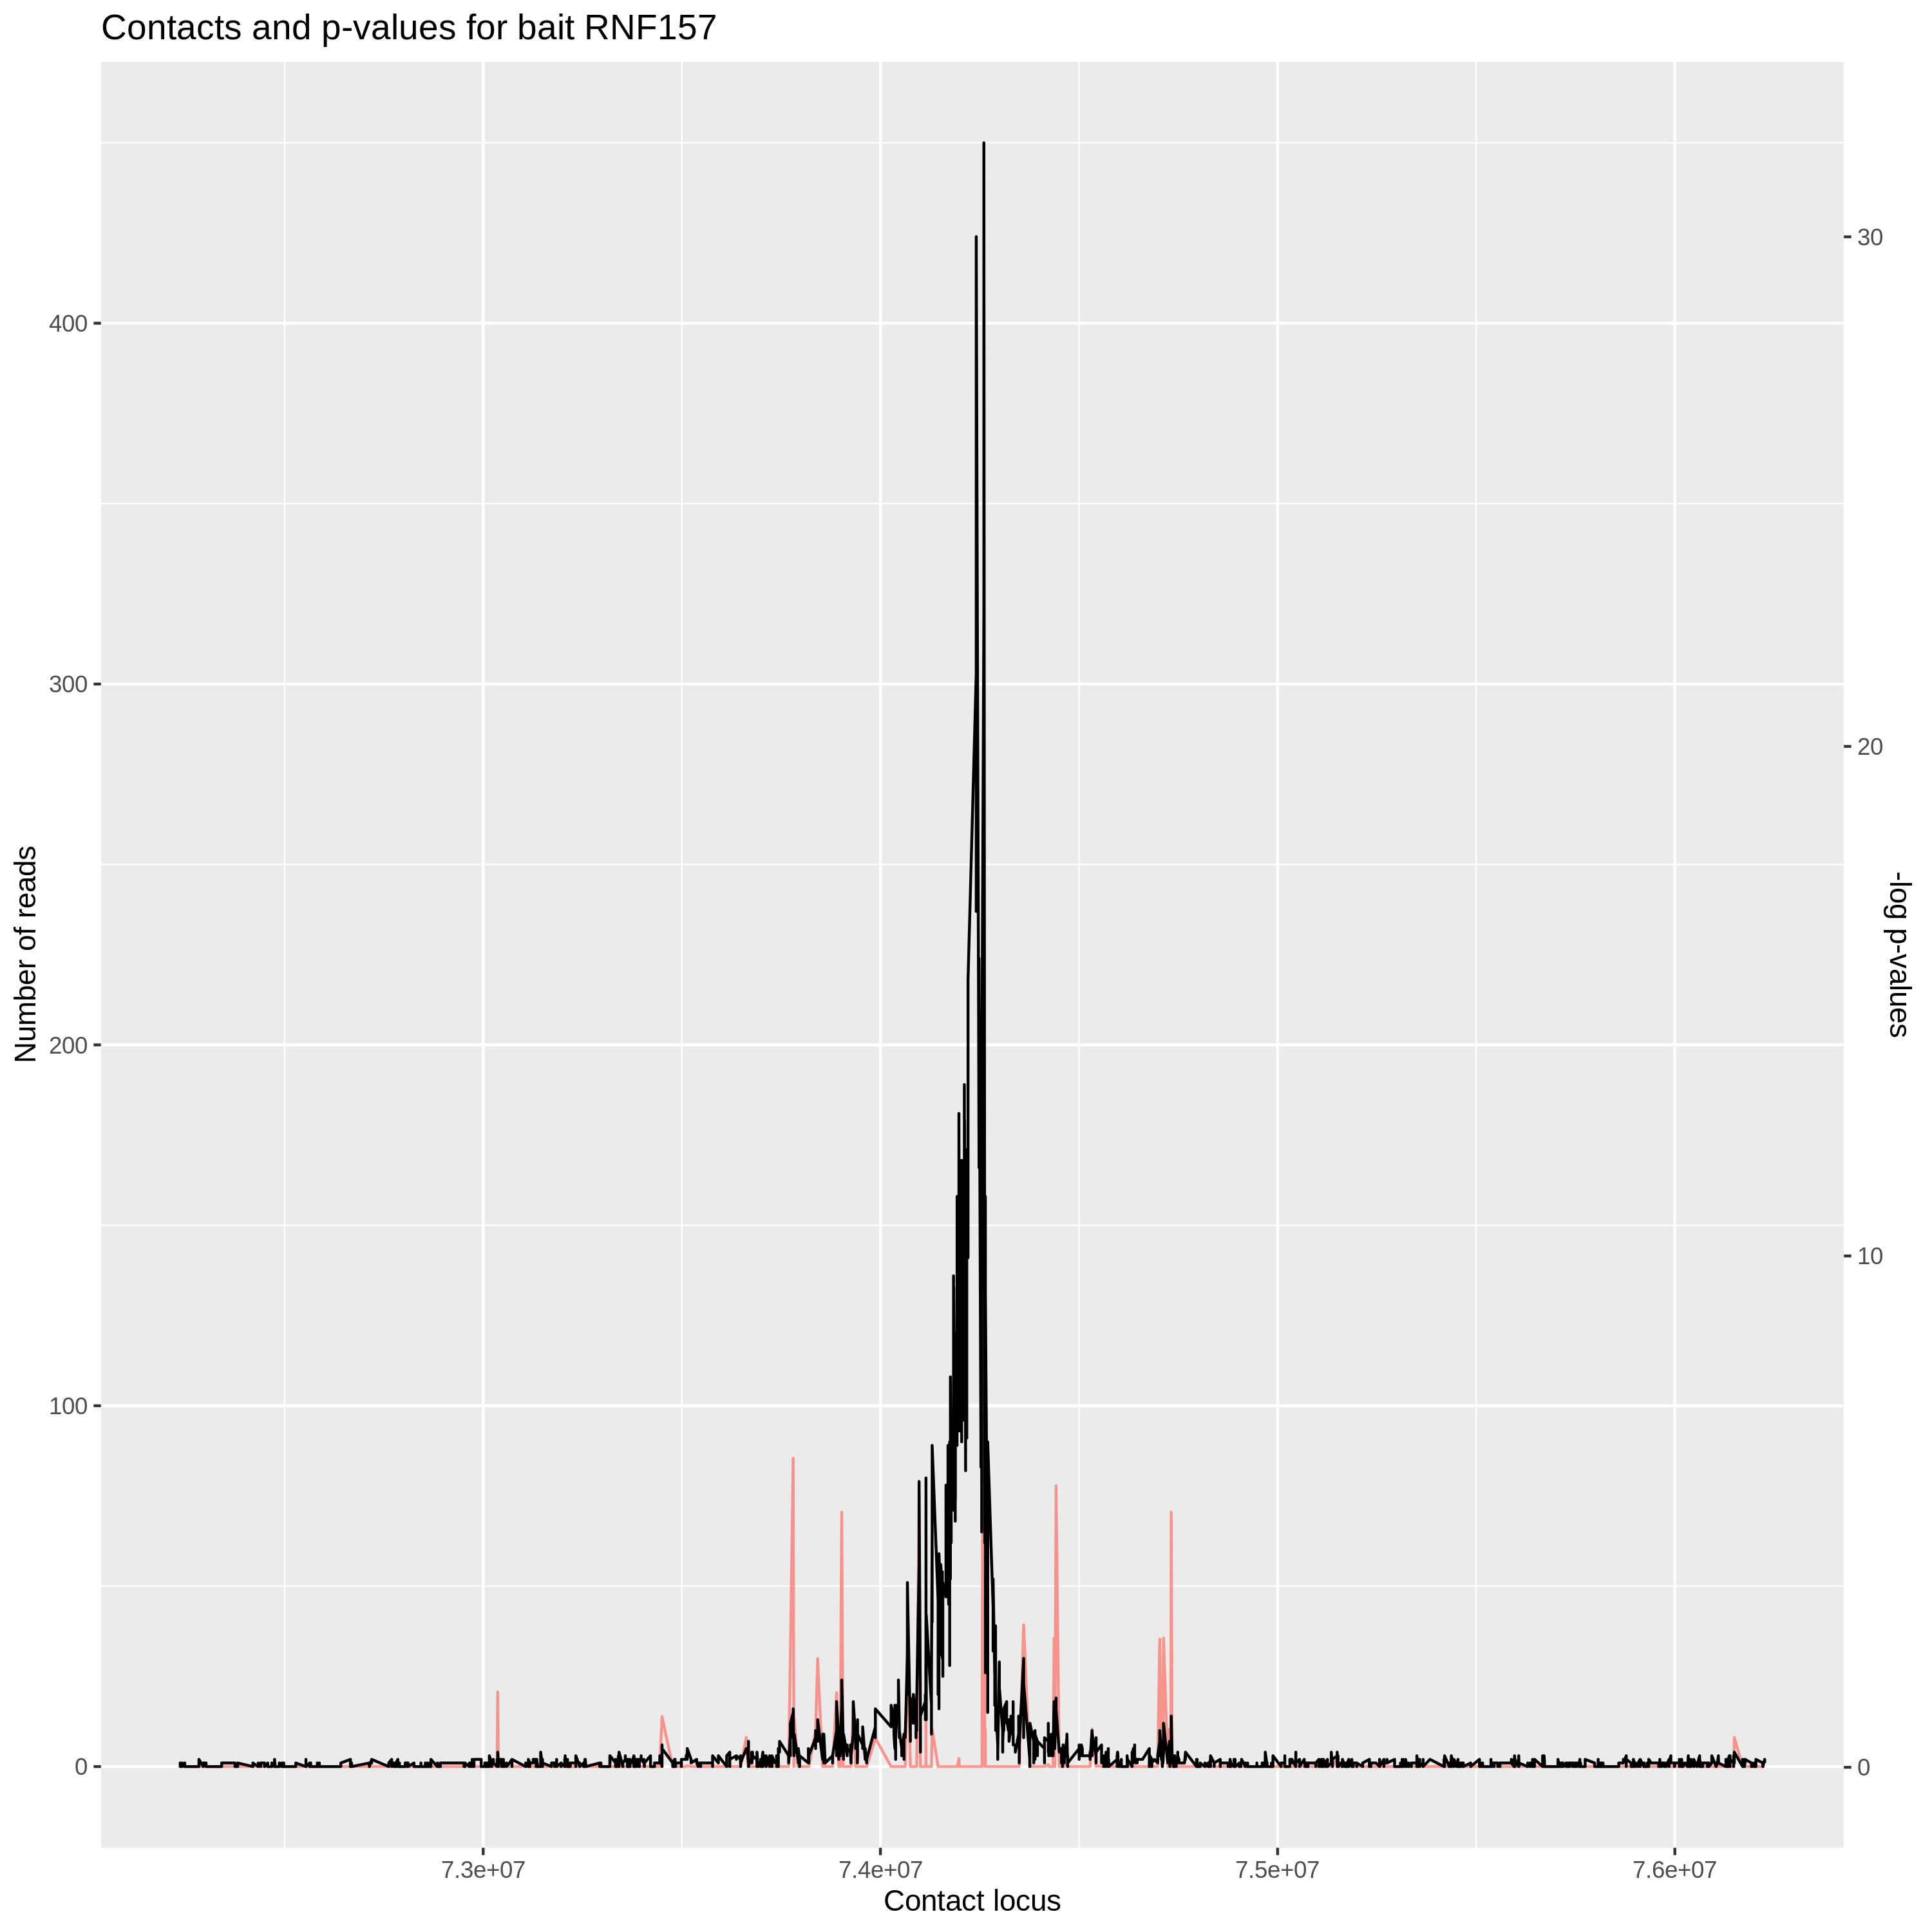 Contacts and p-values for bait RNF157
400
300
200
100
0
Number of reads
30
20
10
0
-log p-values
7.3e+07
7.4e+07
7.5e+07
7.6e+07
Contact locus